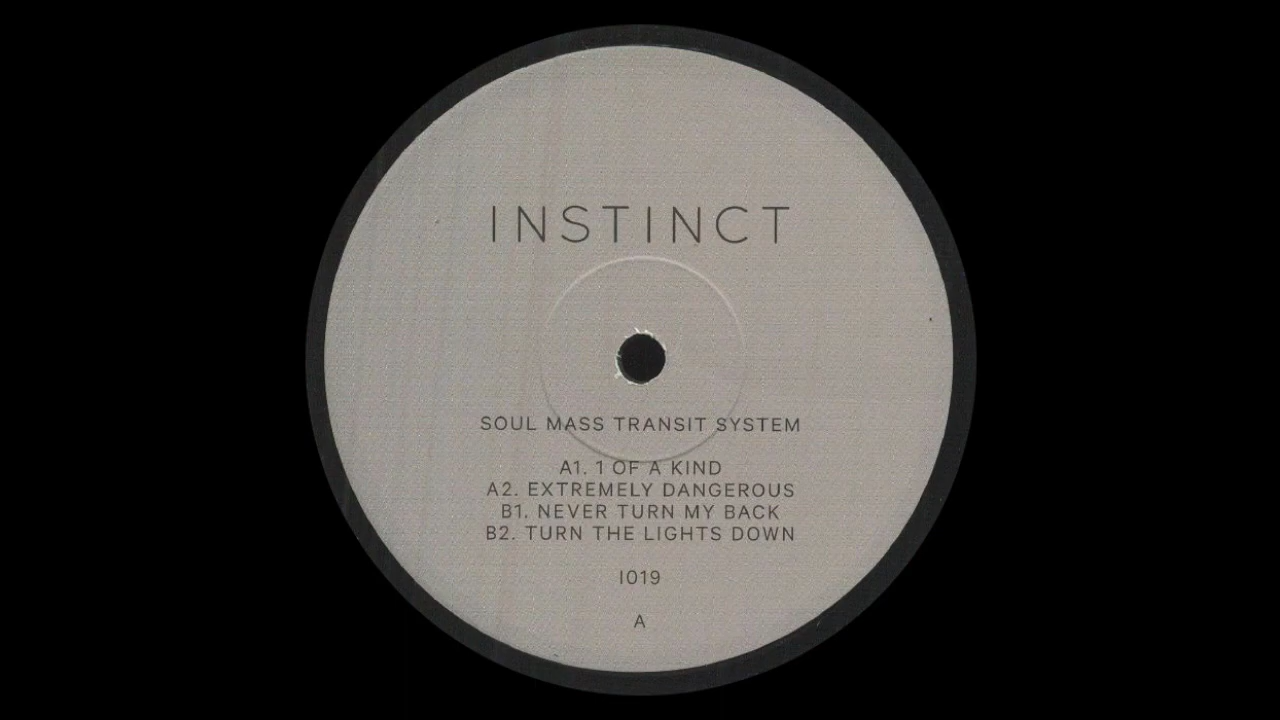 INSTINCT
SOUL MASS TRANSIT SYSTEM
A1. 1 OF A KIND
A2. EXTREMELY DANGEROUS
B1. NEVER TURN MY BACK
B2. TURN THE LIGHTS DOWN
I019
A